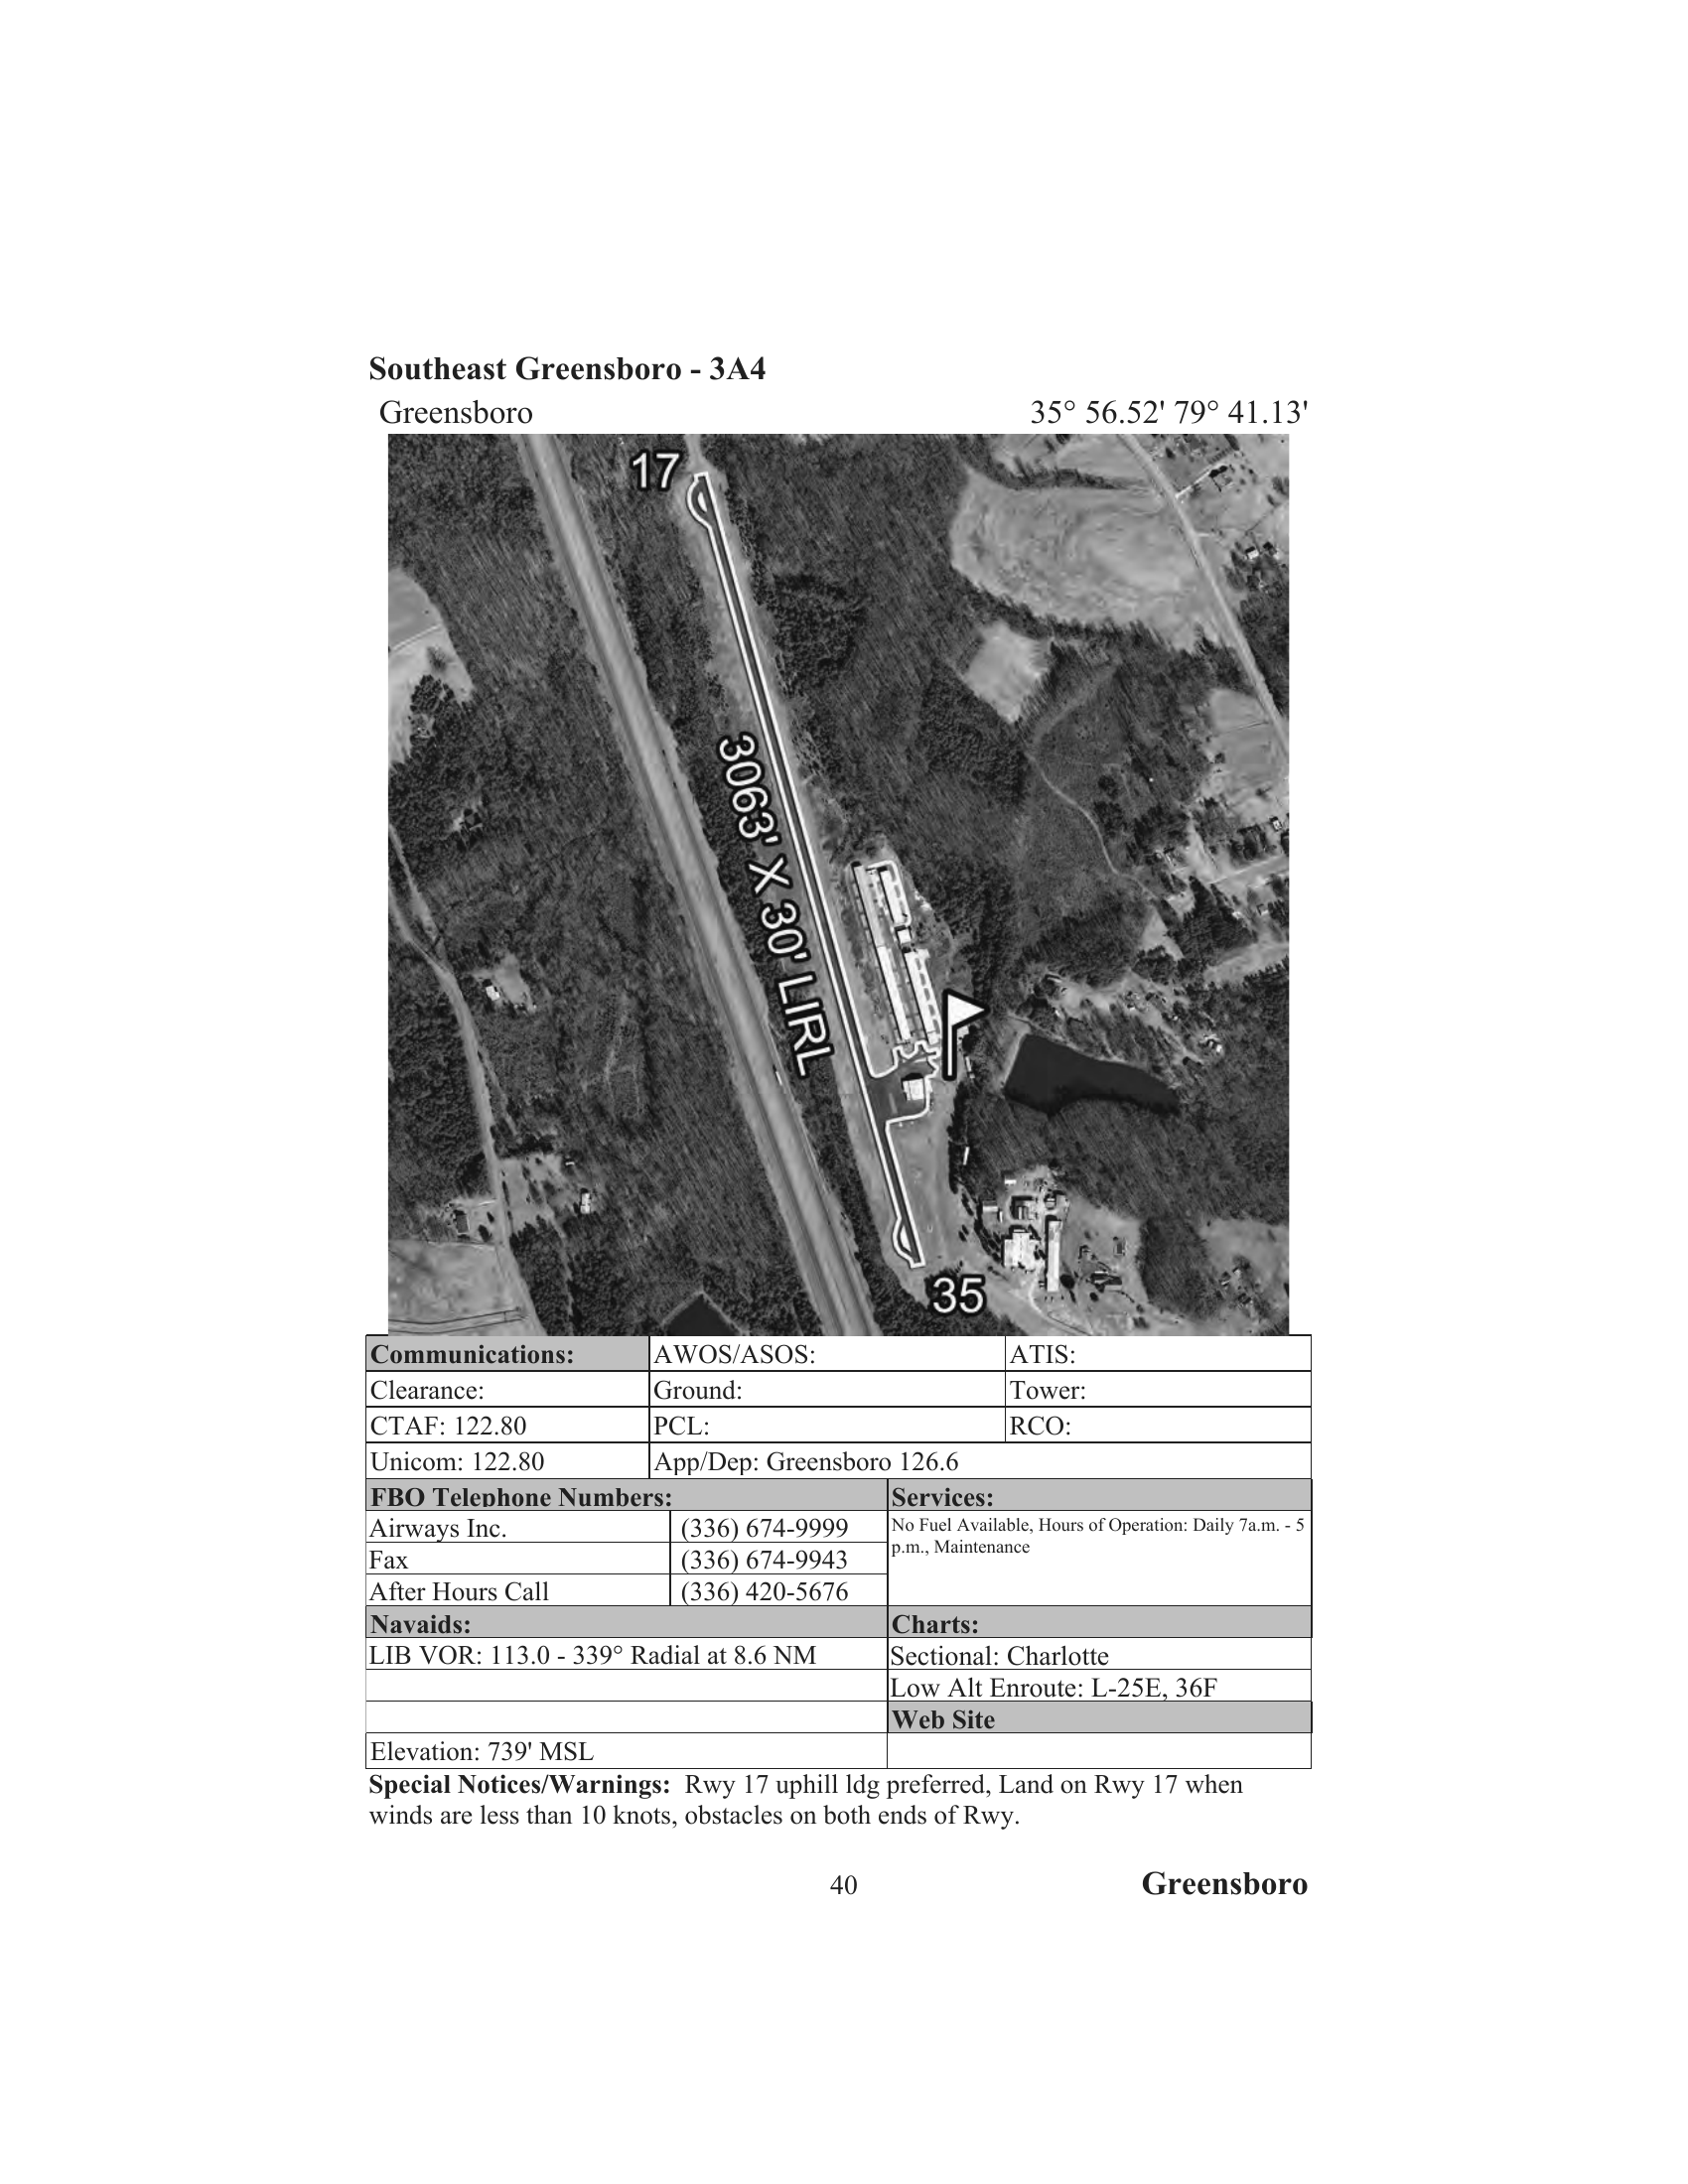 Southeast Greensboro - 3A4
Greensboro 35° 56.52' 79° 41.13'
17
3063' X 30' LIRL
35
Communications: AWOS/ASOS: ATIS:
Clearance: Ground: Tower:
CTAF: 122.80 PCL: RCO:
Unicom: 122.80 App/Dep: Greensboro 126.6
FBO Telephone Numbers: Services:
Airways Inc. (336) 674-9999 No Fuel Available, Hours of Operation: Daily 7a.m. - 5
p.m., Maintenance
Fax (336) 674-9943
After Hours Call (336) 420-5676
Navaids: Charts:
LIB VOR: 113.0 - 339° Radial at 8.6 NM Sectional: Charlotte
Low Alt Enroute: L-25E, 36F
Web Site
Elevation: 739' MSL
Special Notices/Warnings: Rwy 17 uphill ldg preferred, Land on Rwy 17 when
winds are less than 10 knots, obstacles on both ends of Rwy.
40 Greensboro